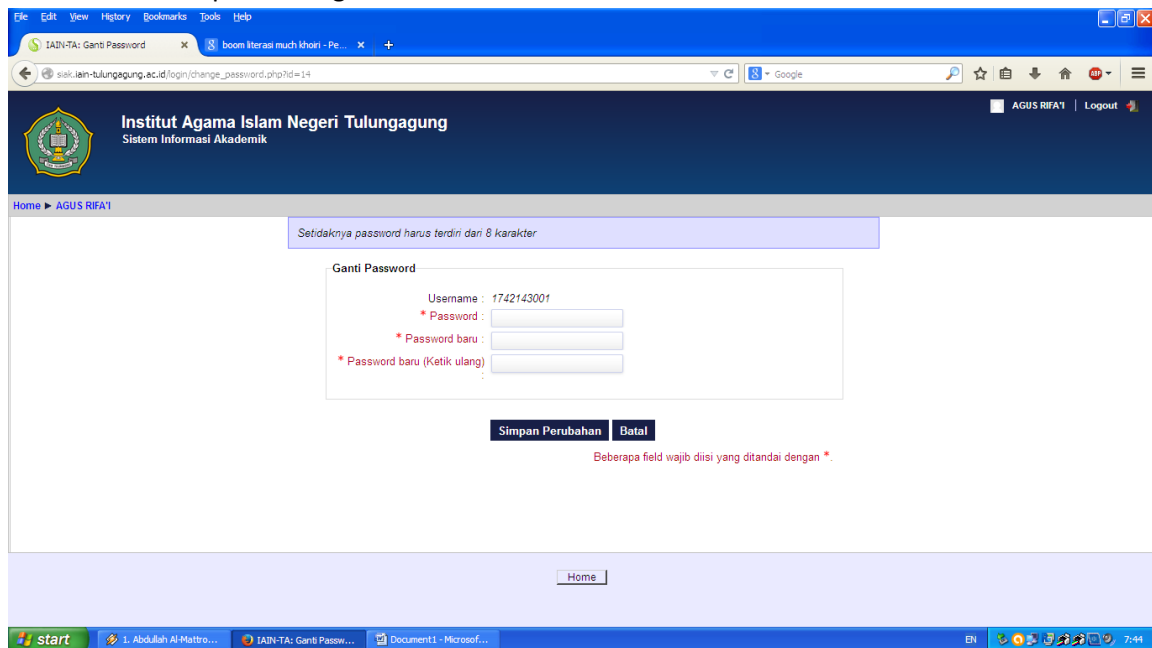 File Edit View History Bookmarks Tools Help
IAIN-TA: Ganti Password
boom literasi much khoiri - Pe...
siak.iain-tulungagung.ac.id/login/change_password.php?id=14
Google
ABP
Institut Agama Islam Negeri Tulungagung
Sistem Informasi Akademik
AGUS RIFA'I | Logout
Home ► AGUS RIFA'I
Setidaknya password harus terdiri dari 8 karakter
Ganti Password
Username : 1742143001
* Password :
* Password baru :
* Password baru (Ketik ulang) :
Simpan Perubahan Batal
Beberapa field wajib diisi yang ditandai dengan *.
Home
start
1. Abdullah Al-Mattro...
IAIN-TA: Ganti Passw...
Document1 - Microsof...
EN
7:44